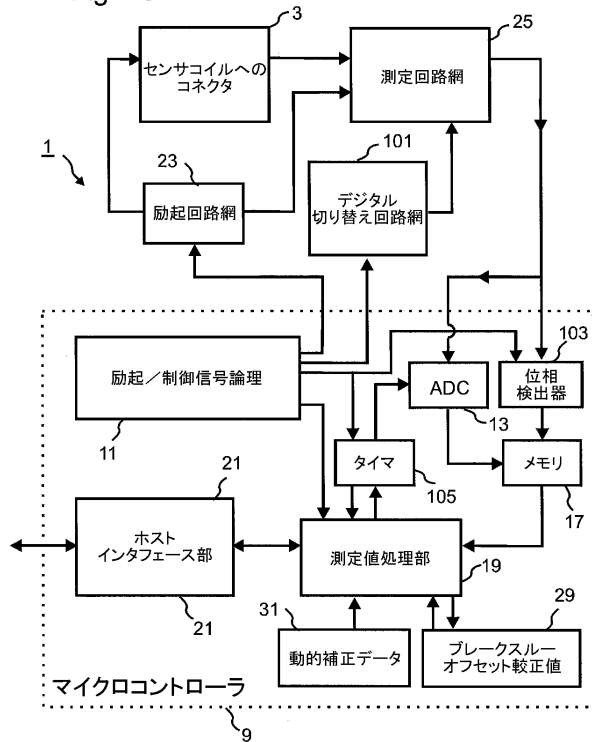 3
センサコイルへの
コネクタ
25
測定回路網
1
23
励起回路網
101
デジタル
切り替え回路網
励起／制御信号論理
11
ADC
13
103
位相
検出器
タイマ
105
メモリ
17
21
ホスト
インタフェース部
21
測定値処理部
19
31
動的補正データ
29
ブレークスルー
オフセット較正値
マイクロコントローラ
9